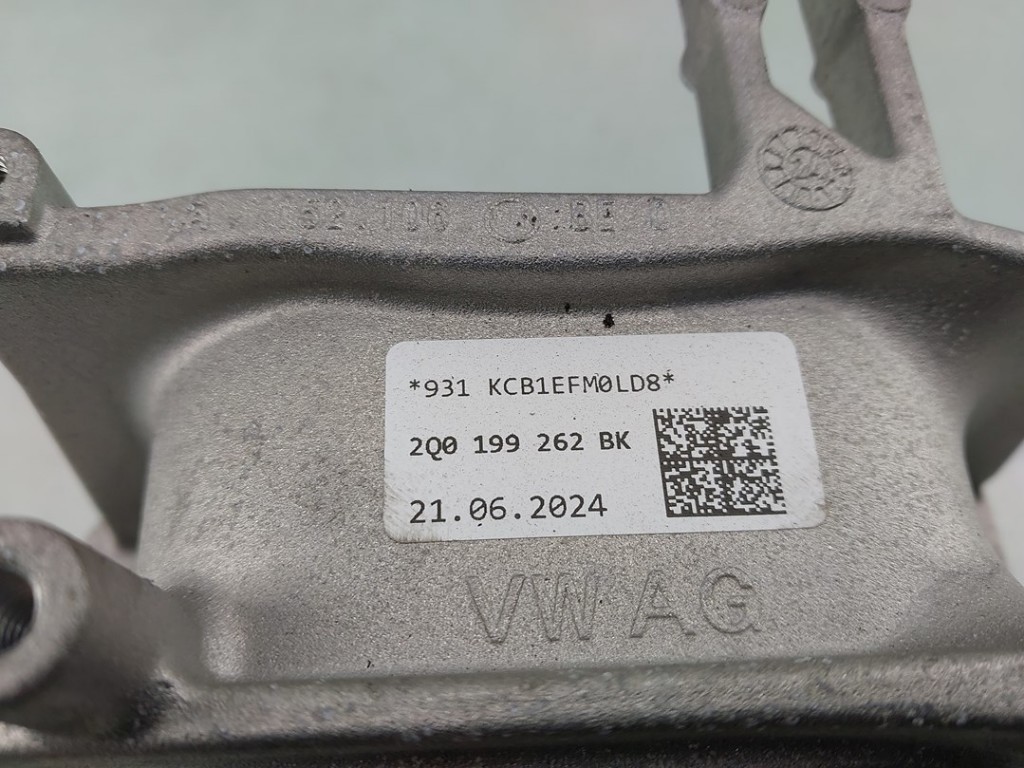 *931 KCB1EFM0LD8*
2Q0 199 262 BK
21.06.2024
VW AG